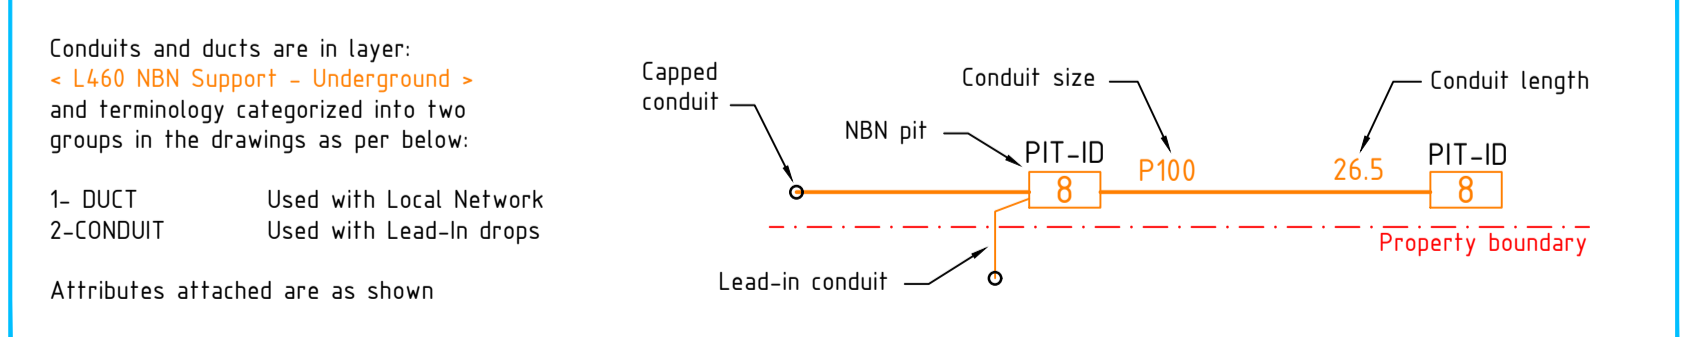 Conduits and ducts are in layer:
< L460 NBN Support - Underground >
and terminology categorized into two
groups in the drawings as per below:
1- DUCT Used with Local Network
2-CONDUIT Used with Lead-In drops
Attributes attached are as shown
Capped
conduit
NBN pit
Conduit size
Conduit length
PIT-ID
8
P100
26.5
PIT-ID
8
Property boundary
Lead-in conduit